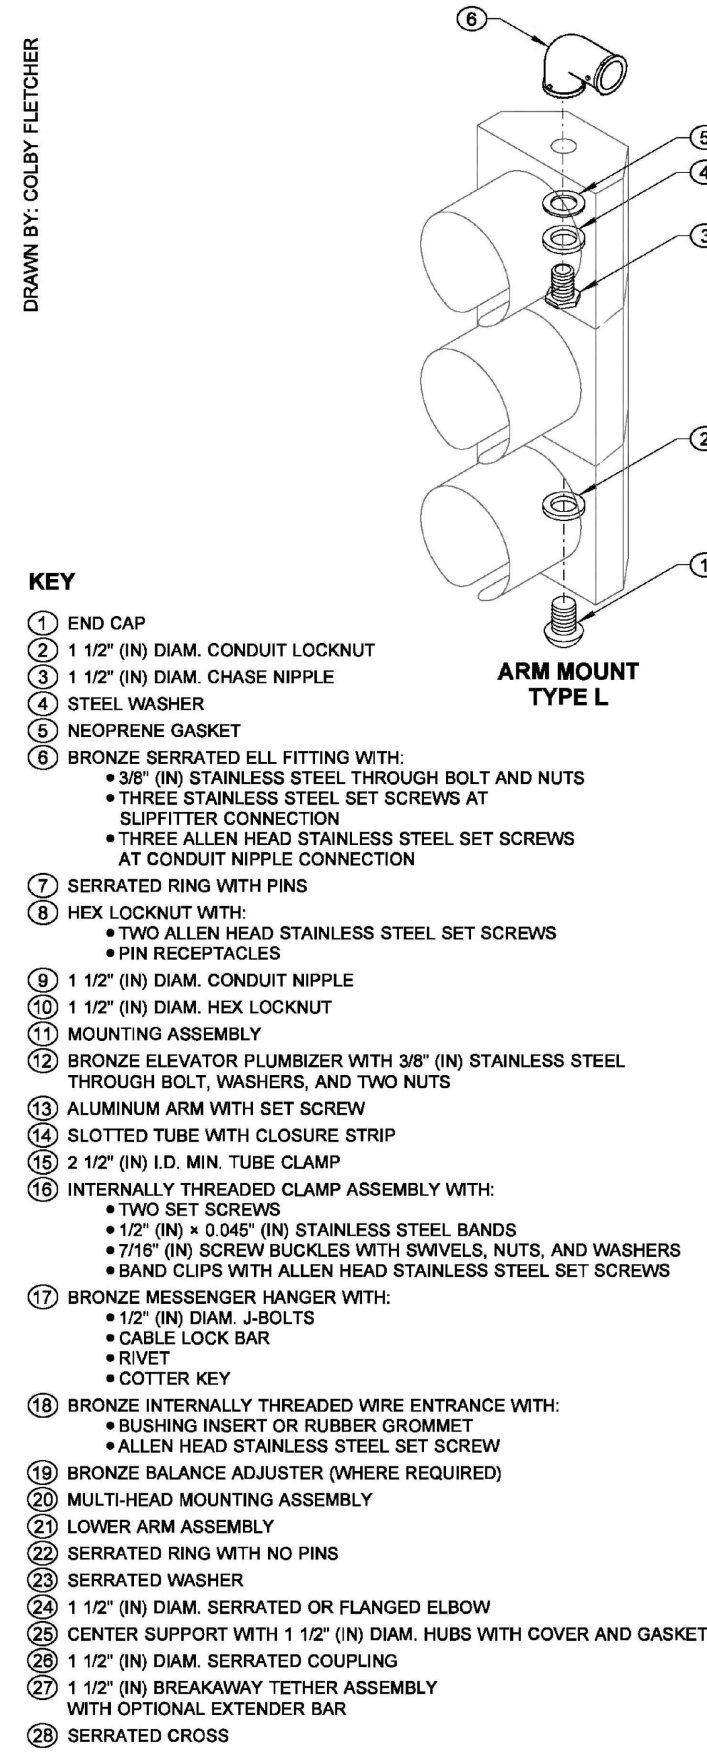 DRAWN BY: COLBY FLETCHER
6
5
4
3
2
1
ARM MOUNT
TYPE L
KEY
1 END CAP
2 1 1/2" (IN) DIAM. CONDUIT LOCKNUT
3 1 1/2" (IN) DIAM. CHASE NIPPLE
4 STEEL WASHER
5 NEOPRENE GASKET
6 BRONZE SERRATED ELL FITTING WITH:
• 3/8" (IN) STAINLESS STEEL THROUGH BOLT AND NUTS
• THREE STAINLESS STEEL SET SCREWS AT
SLIPFITTER CONNECTION
• THREE ALLEN HEAD STAINLESS STEEL SET SCREWS
AT CONDUIT NIPPLE CONNECTION
7 SERRATED RING WITH PINS
8 HEX LOCKNUT WITH:
• TWO ALLEN HEAD STAINLESS STEEL SET SCREWS
• PIN RECEPTACLES
9 1 1/2" (IN) DIAM. CONDUIT NIPPLE
10 1 1/2" (IN) DIAM. HEX LOCKNUT
11 MOUNTING ASSEMBLY
12 BRONZE ELEVATOR PLUMBIZER WITH 3/8" (IN) STAINLESS STEEL
THROUGH BOLT, WASHERS, AND TWO NUTS
13 ALUMINUM ARM WITH SET SCREW
14 SLOTTED TUBE WITH CLOSURE STRIP
15 2 1/2" (IN) I.D. MIN. TUBE CLAMP
16 INTERNALLY THREADED CLAMP ASSEMBLY WITH:
• TWO SET SCREWS
• 1/2" (IN) × 0.045" (IN) STAINLESS STEEL BANDS
• 7/16" (IN) SCREW BUCKLES WITH SWIVELS, NUTS, AND WASHERS
• BAND CLIPS WITH ALLEN HEAD STAINLESS STEEL SET SCREWS
17 BRONZE MESSENGER HANGER WITH:
• 1/2" (IN) DIAM. J-BOLTS
• CABLE LOCK BAR
• RIVET
• COTTER KEY
18 BRONZE INTERNALLY THREADED WIRE ENTRANCE WITH:
• BUSHING INSERT OR RUBBER GROMMET
• ALLEN HEAD STAINLESS STEEL SET SCREW
19 BRONZE BALANCE ADJUSTER (WHERE REQUIRED)
20 MULTI-HEAD MOUNTING ASSEMBLY
21 LOWER ARM ASSEMBLY
22 SERRATED RING WITH NO PINS
23 SERRATED WASHER
24 1 1/2" (IN) DIAM. SERRATED OR FLANGED ELBOW
25 CENTER SUPPORT WITH 1 1/2" (IN) DIAM. HUBS WITH COVER AND GASKET
26 1 1/2" (IN) DIAM. SERRATED COUPLING
27 1 1/2" (IN) BREAKAWAY TETHER ASSEMBLY
WITH OPTIONAL EXTENDER BAR
28 SERRATED CROSS